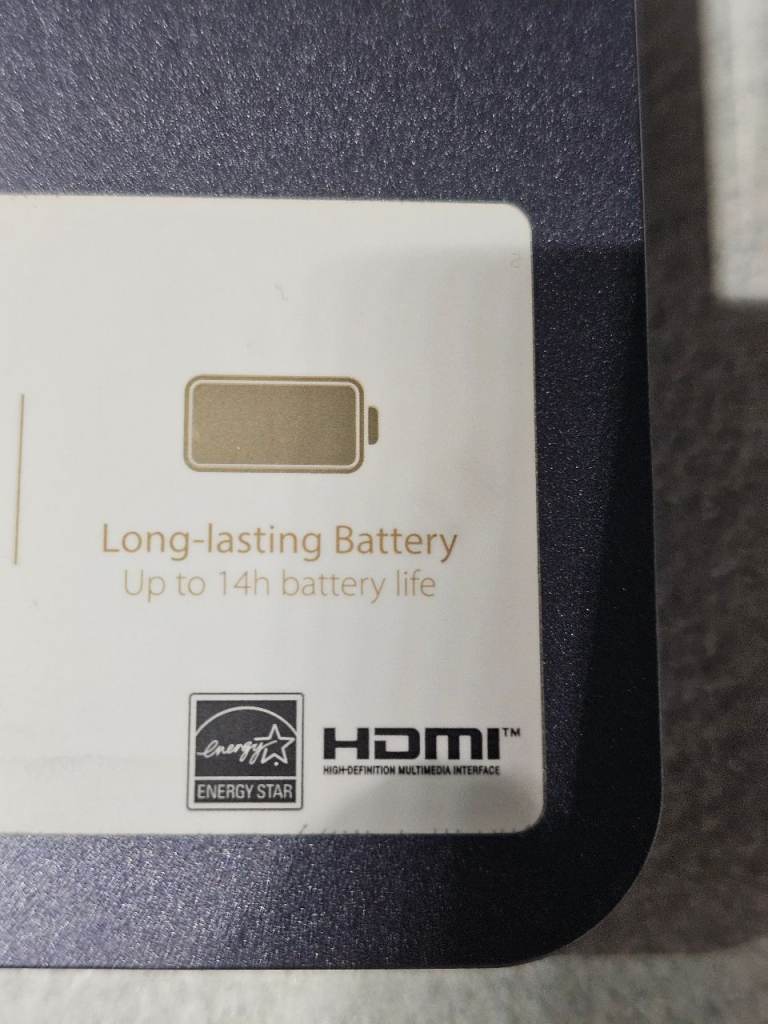 Long-lasting Battery
Up to 14h battery life
energy
ENERGY STAR
HDMI™
HIGH-DEFINITION MULTIMEDIA INTERFACE